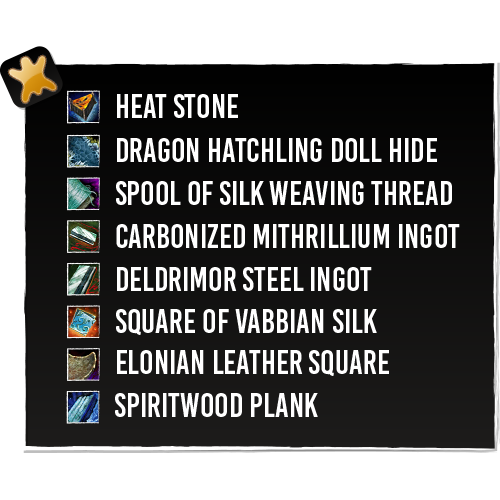 HEAT STONE
DRAGON HATCHLING DOLL HIDE
SPOOL OF SILK WEAVING THREAD
CARBONIZED MITHRILLIUM INGOT
DELDRIMOR STEEL INGOT
SQUARE OF VABBIAN SILK
ELONIAN LEATHER SQUARE
SPIRITWOOD PLANK